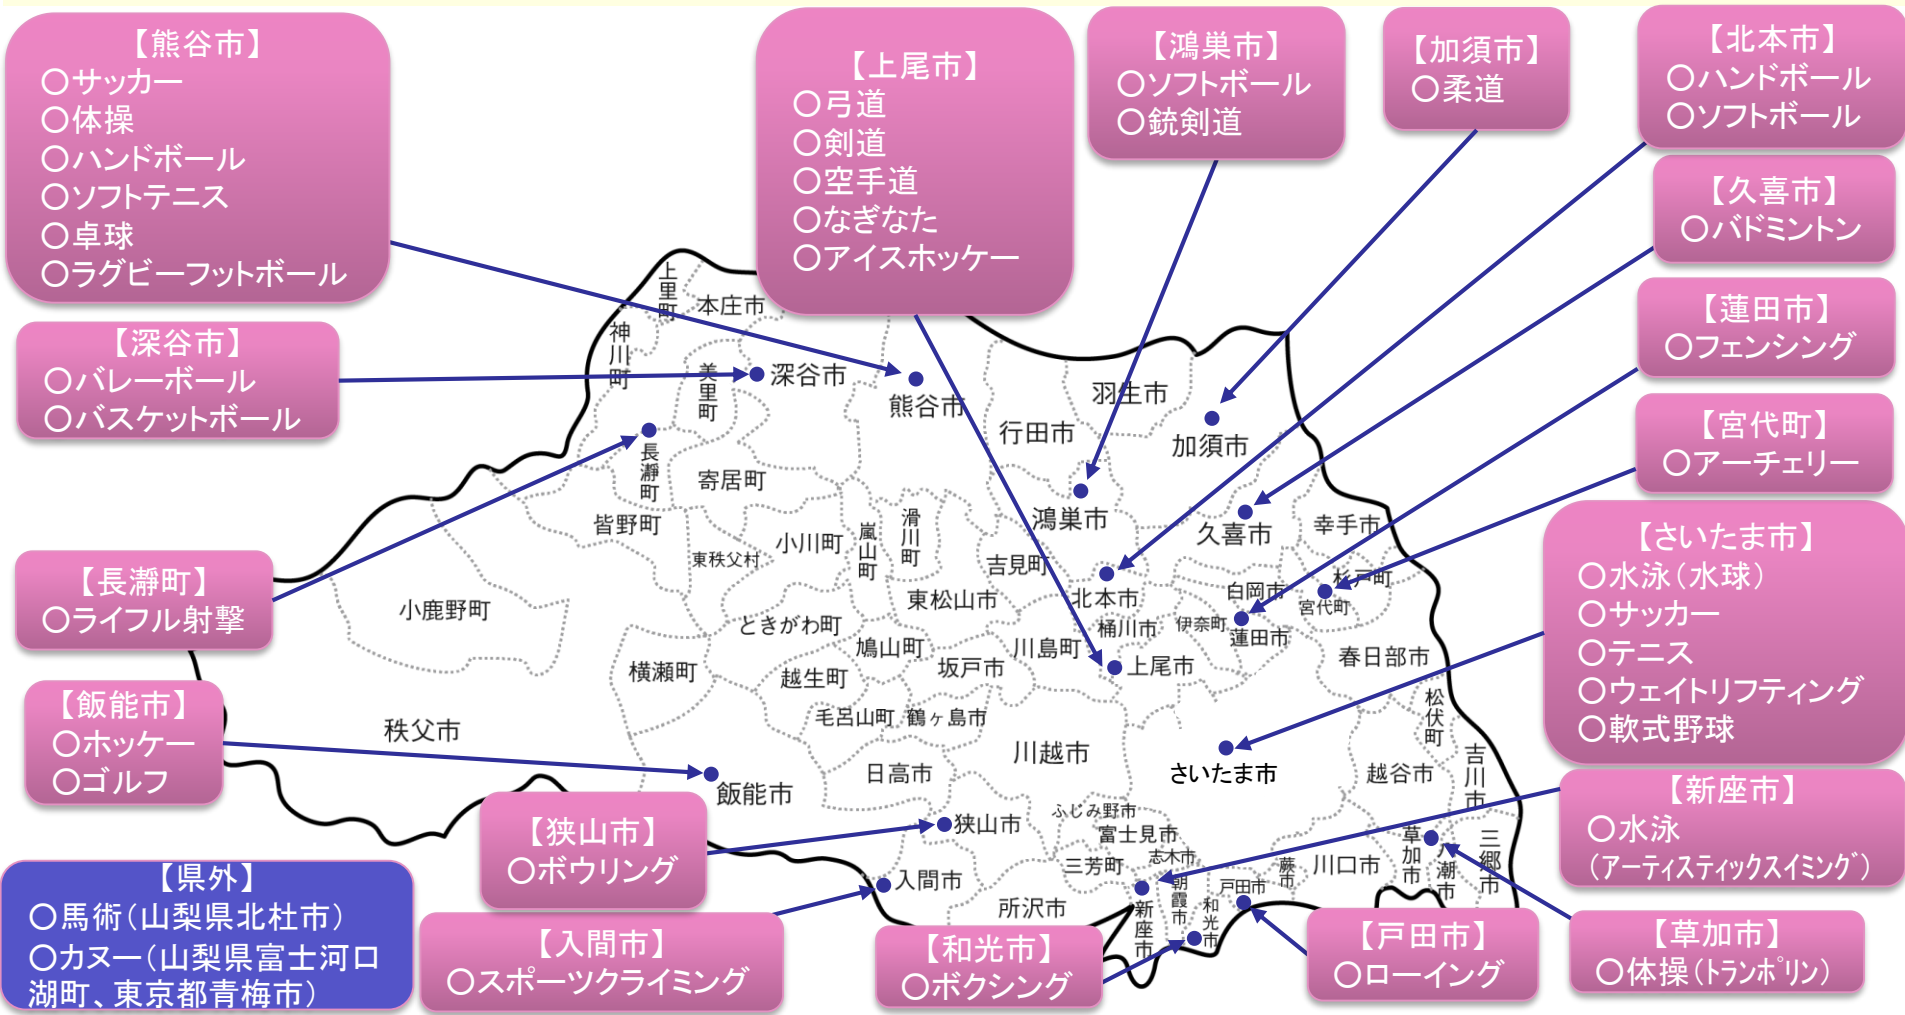 【熊谷市】
〇サッカー
〇体操
〇ハンドボール
〇ソフトテニス
〇卓球
〇ラグビーフットボール
【上尾市】
〇弓道
〇剣道
〇空手道
〇なぎなた
〇アイスホッケー
【鴻巣市】
〇ソフトボール
〇銃剣道
【加須市】
〇柔道
【北本市】
〇ハンドボール
〇ソフトボール
【久喜市】
〇バドミントン
【蓮田市】
〇フェンシング
【宮代町】
〇アーチェリー
【さいたま市】
〇水泳(水球)
〇サッカー
〇テニス
〇ウェイトリフティング
〇軟式野球
【新座市】
〇水泳
(アーティスティックスイミング)
【草加市】
〇体操(トランポリン)
【戸田市】
〇ローイング
【和光市】
〇ボクシング
【入間市】
〇スポーツクライミング
【狭山市】
〇ボウリング
【深谷市】
〇バレーボール
〇バスケットボール
【長瀞町】
〇ライフル射撃
【飯能市】
〇ホッケー
〇ゴルフ
【県外】
〇馬術(山梨県北杜市)
〇カヌー(山梨県富士河口
湖町、東京都青梅市)
上里町
本庄市
神川町
美里町
深谷市
熊谷市
行田市
羽生市
加須市
長瀞町
寄居町
皆野町
東秩父村
小川町
嵐山町
滑川町
吉見町
鴻巣市
久喜市
幸手市
杉戸町
宮代町
白岡市
北本市
桶川市
伊奈町
蓮田市
小鹿野町
ときがわ町
東松山市
鳩山町
川島町
上尾市
春日部市
横瀬町
越生町
坂戸市
秩父市
毛呂山町
鶴ヶ島市
川越市
さいたま市
松伏町
吉川市
越谷市
飯能市
日高市
狭山市
ふじみ野市
富士見市
三芳町
志木市
朝霞市
和光市
戸田市
蕨市
川口市
草加市
八潮市
三郷市
入間市
所沢市
新座市